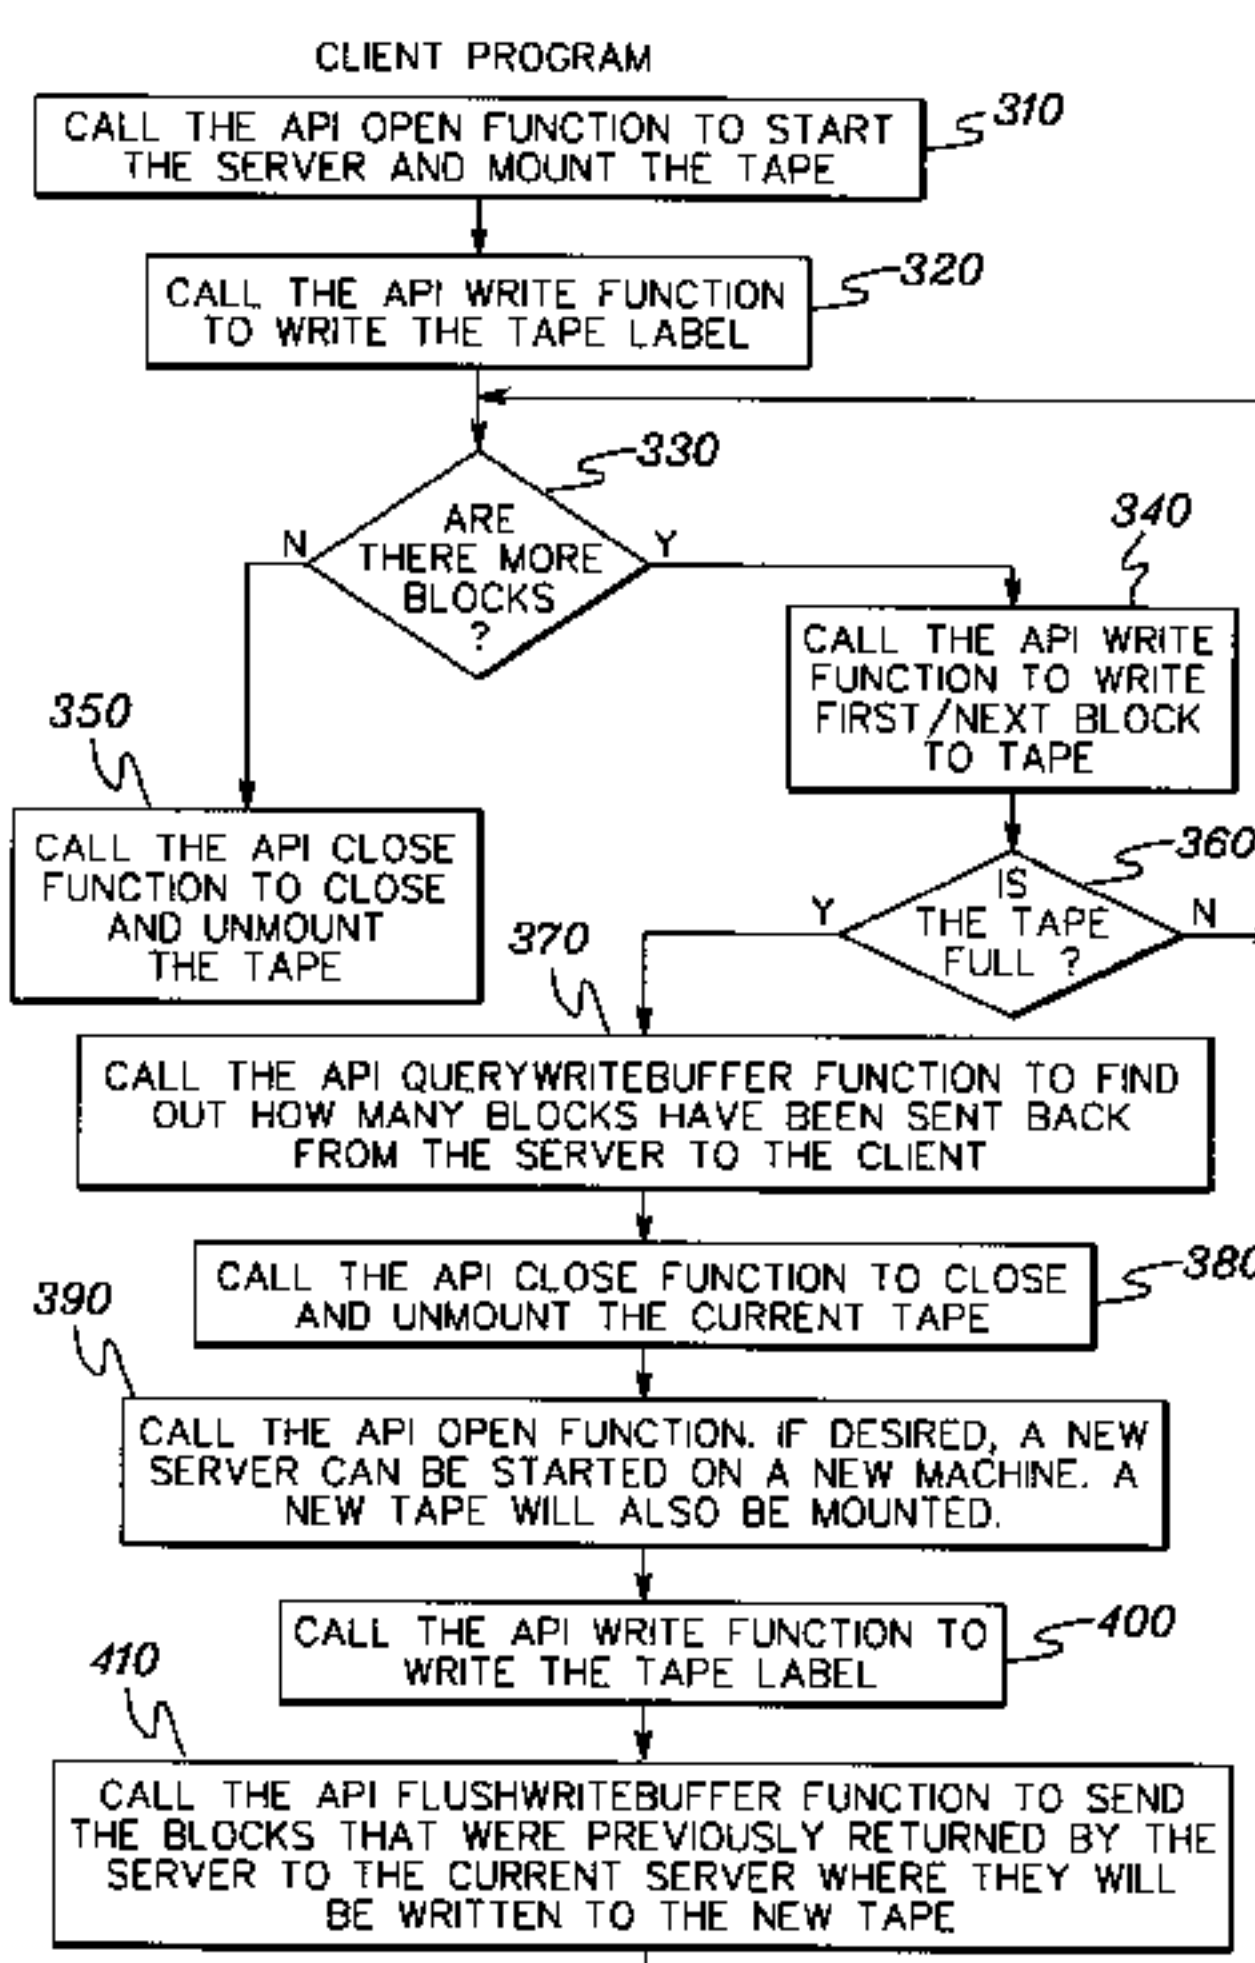 CLIENT PROGRAM
CALL THE API OPEN FUNCTION TO START
THE SERVER AND MOUNT THE TAPE
310
CALL THE API WRITE FUNCTION
TO WRITE THE TAPE LABEL
320
330
ARE
THERE MORE
BLOCKS
?
N
Y
340
CALL THE API WRITE
FUNCTION TO WRITE
FIRST/NEXT BLOCK
TO TAPE
350
CALL THE API CLOSE
FUNCTION TO CLOSE
AND UNMOUNT
THE TAPE
360
IS
THE TAPE
FULL ?
Y
N
370
CALL THE API QUERYWRITEBUFFER FUNCTION TO FIND
OUT HOW MANY BLOCKS HAVE BEEN SENT BACK
FROM THE SERVER TO THE CLIENT
380
CALL THE API CLOSE FUNCTION TO CLOSE
AND UNMOUNT THE CURRENT TAPE
390
CALL THE API OPEN FUNCTION. IF DESIRED, A NEW
SERVER CAN BE STARTED ON A NEW MACHINE. A
NEW TAPE WILL ALSO BE MOUNTED.
400
CALL THE API WRITE FUNCTION TO
WRITE THE TAPE LABEL
410
CALL THE API FLUSHWRITEBUFFER FUNCTION TO SEND
THE BLOCKS THAT WERE PREVIOUSLY RETURNED BY THE
SERVER TO THE CURRENT SERVER WHERE THEY WILL
BE WRITTEN TO THE NEW TAPE